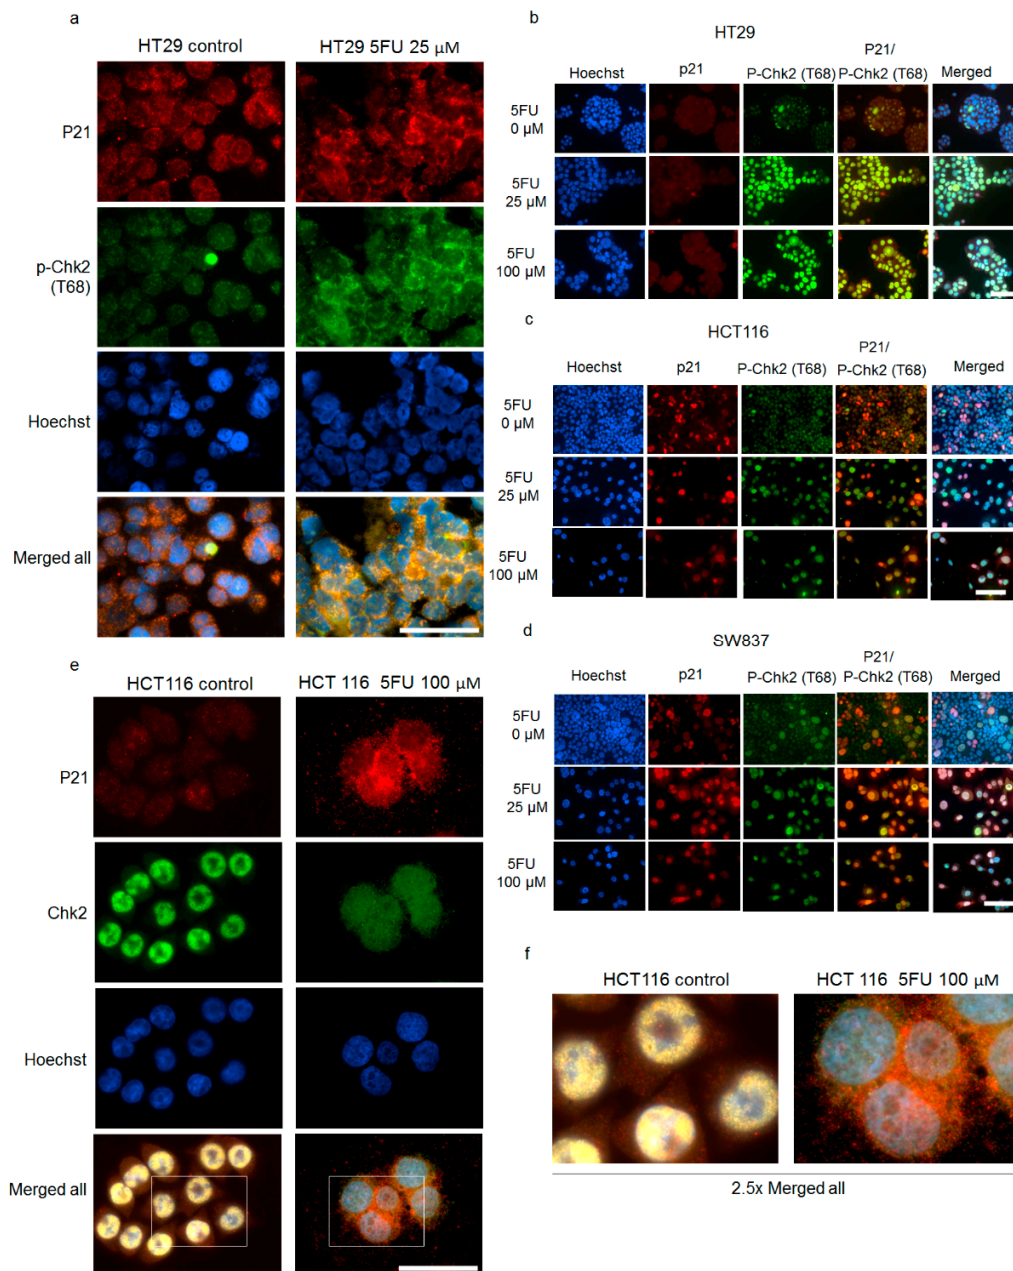 a
HT29 control
HT29 5FU 25 μM
P21
p-Chk2
(T68)
Hoechst
Merged all
b
HT29
Hoechst
p21
P-Chk2 (T68)
P21/
P-Chk2 (T68)
Merged
5FU
0 μM
5FU
25 μM
5FU
100 μM
c
HCT116
Hoechst
p21
P-Chk2 (T68)
P21/
P-Chk2 (T68)
Merged
5FU
0 μM
5FU
25 μM
5FU
100 μM
d
SW837
Hoechst
p21
P-Chk2 (T68)
P21/
P-Chk2 (T68)
Merged
5FU
0 μM
5FU
25 μM
5FU
100 μM
e
HCT116 control
HCT 116 5FU 100 μM
P21
Chk2
Hoechst
Merged all
f
HCT116 control
HCT 116 5FU 100 μM
2.5x Merged all